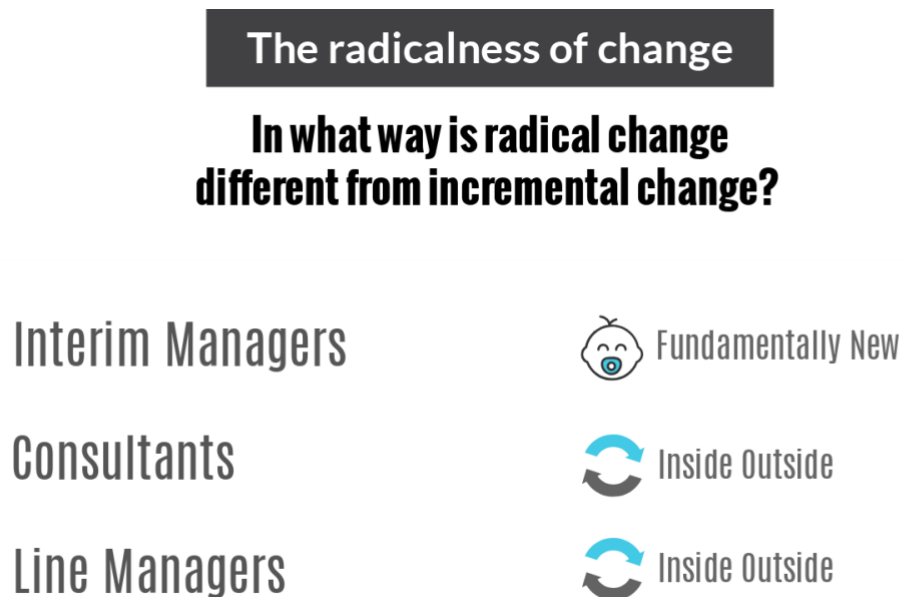 The radicalness of change
In what way is radical change
different from incremental change?
Interim Managers
Fundamentally New
Consultants
Inside Outside
Line Managers
Inside Outside